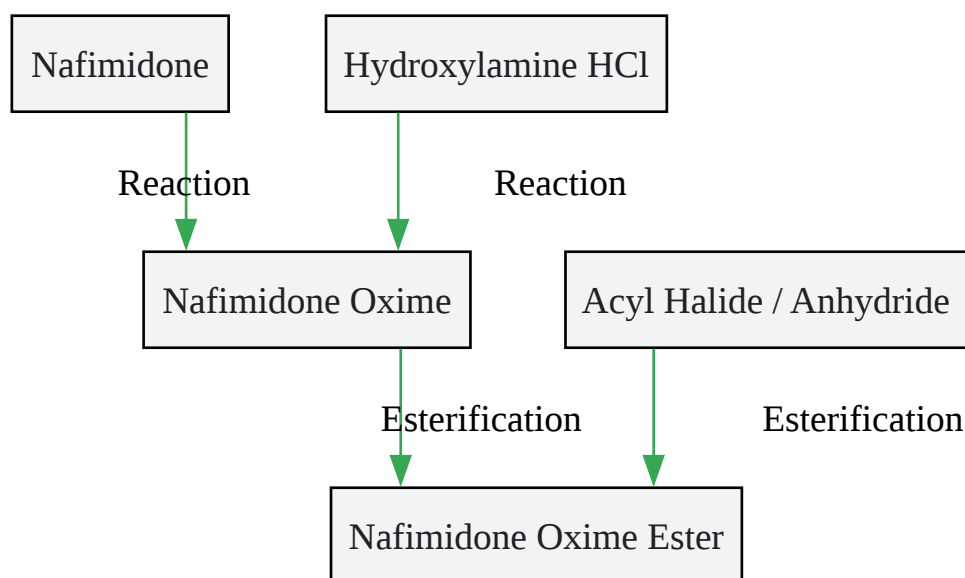 Nafimidone
Hydroxylamine HCl
Reaction
Reaction
Nafimidone Oxime
Acyl Halide / Anhydride
Esterification
Esterification
Nafimidone Oxime Ester